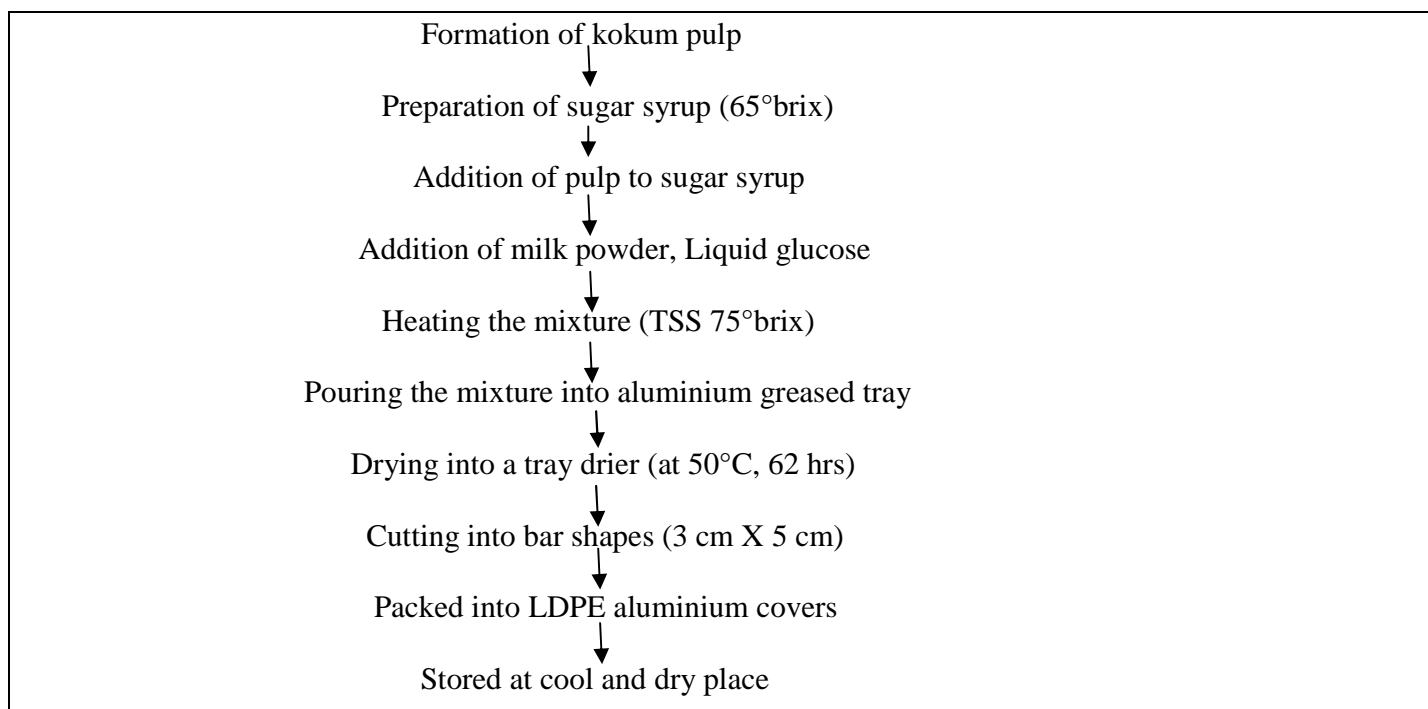 Formation of kokum pulp
Preparation of sugar syrup (65°brix)
Addition of pulp to sugar syrup
Addition of milk powder, Liquid glucose
Heating the mixture (TSS 75°brix)
Pouring the mixture into aluminium greased tray
Drying into a tray drier (at 50°C, 62 hrs)
Cutting into bar shapes (3 cm X 5 cm)
Packed into LDPE aluminium covers
Stored at cool and dry place